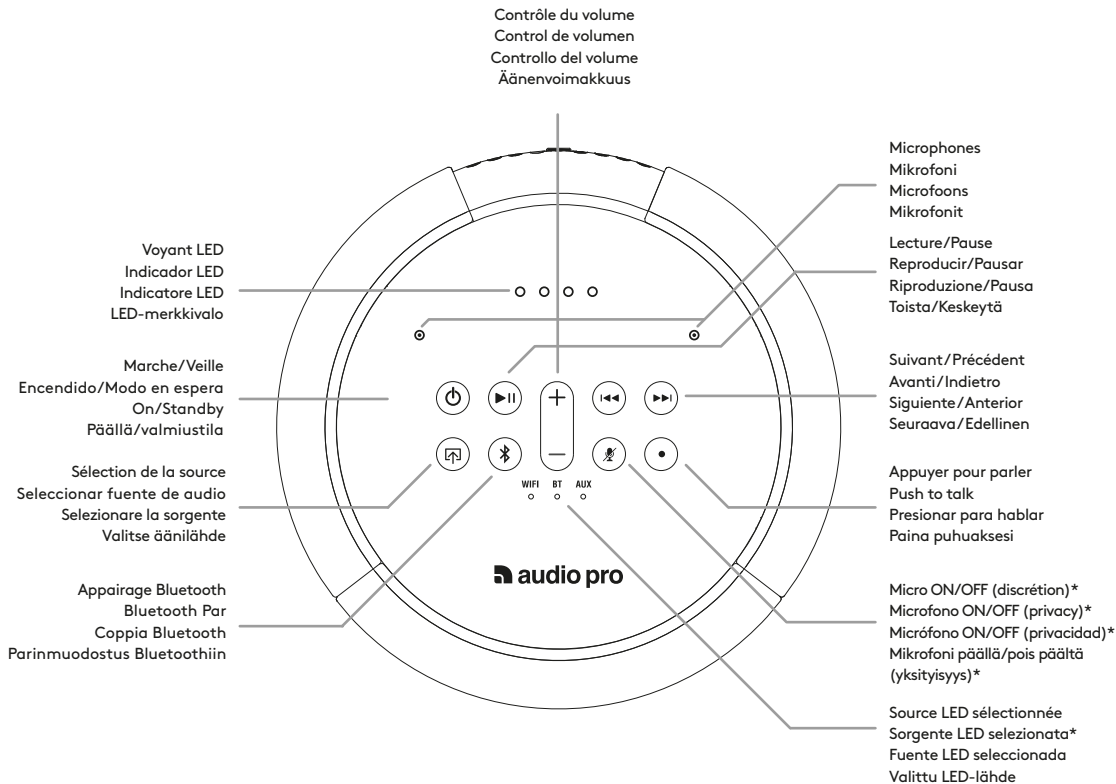 Contrôle du volume
Control de volumen
Controllo del volume
Äänenvoimakkuus
Microphones
Mikrofoni
Microfoons
Mikrofonit
Voyant LED
Indicador LED
Indicatore LED
LED-merkkivalo
Lecture/Pause
Reproducir/Pausar
Riproduzione/Pausa
Toista/Keskeytä
Marche/Veille
Encendido/Modo en espera
On/Standby
Päällä/valmiustila
Suivant/Précédent
Avanti/Indietro
Siguiente/Anterior
Seuraava/Edellinen
Sélection de la source
Seleccionar fuente de audio
Selezionare la sorgente
Valitse äänilähde
WIFI BT AUX
Appuyer pour parler
Push to talk
Presionar para hablar
Paina puhuaksesi
audio pro
Appairage Bluetooth
Bluetooth Par
Coppia Bluetooth
Parinmuodostus Bluetoothiin
Micro ON/OFF (discrétion)*
Microfono ON/OFF (privacy)*
Micrófono ON/OFF (privacidad)*
Mikrofoni päällä/pois päältä
(yksityisyys)*
Source LED sélectionnée
Sorgente LED selezionata*
Fuente LED seleccionada
Valittu LED-lähde